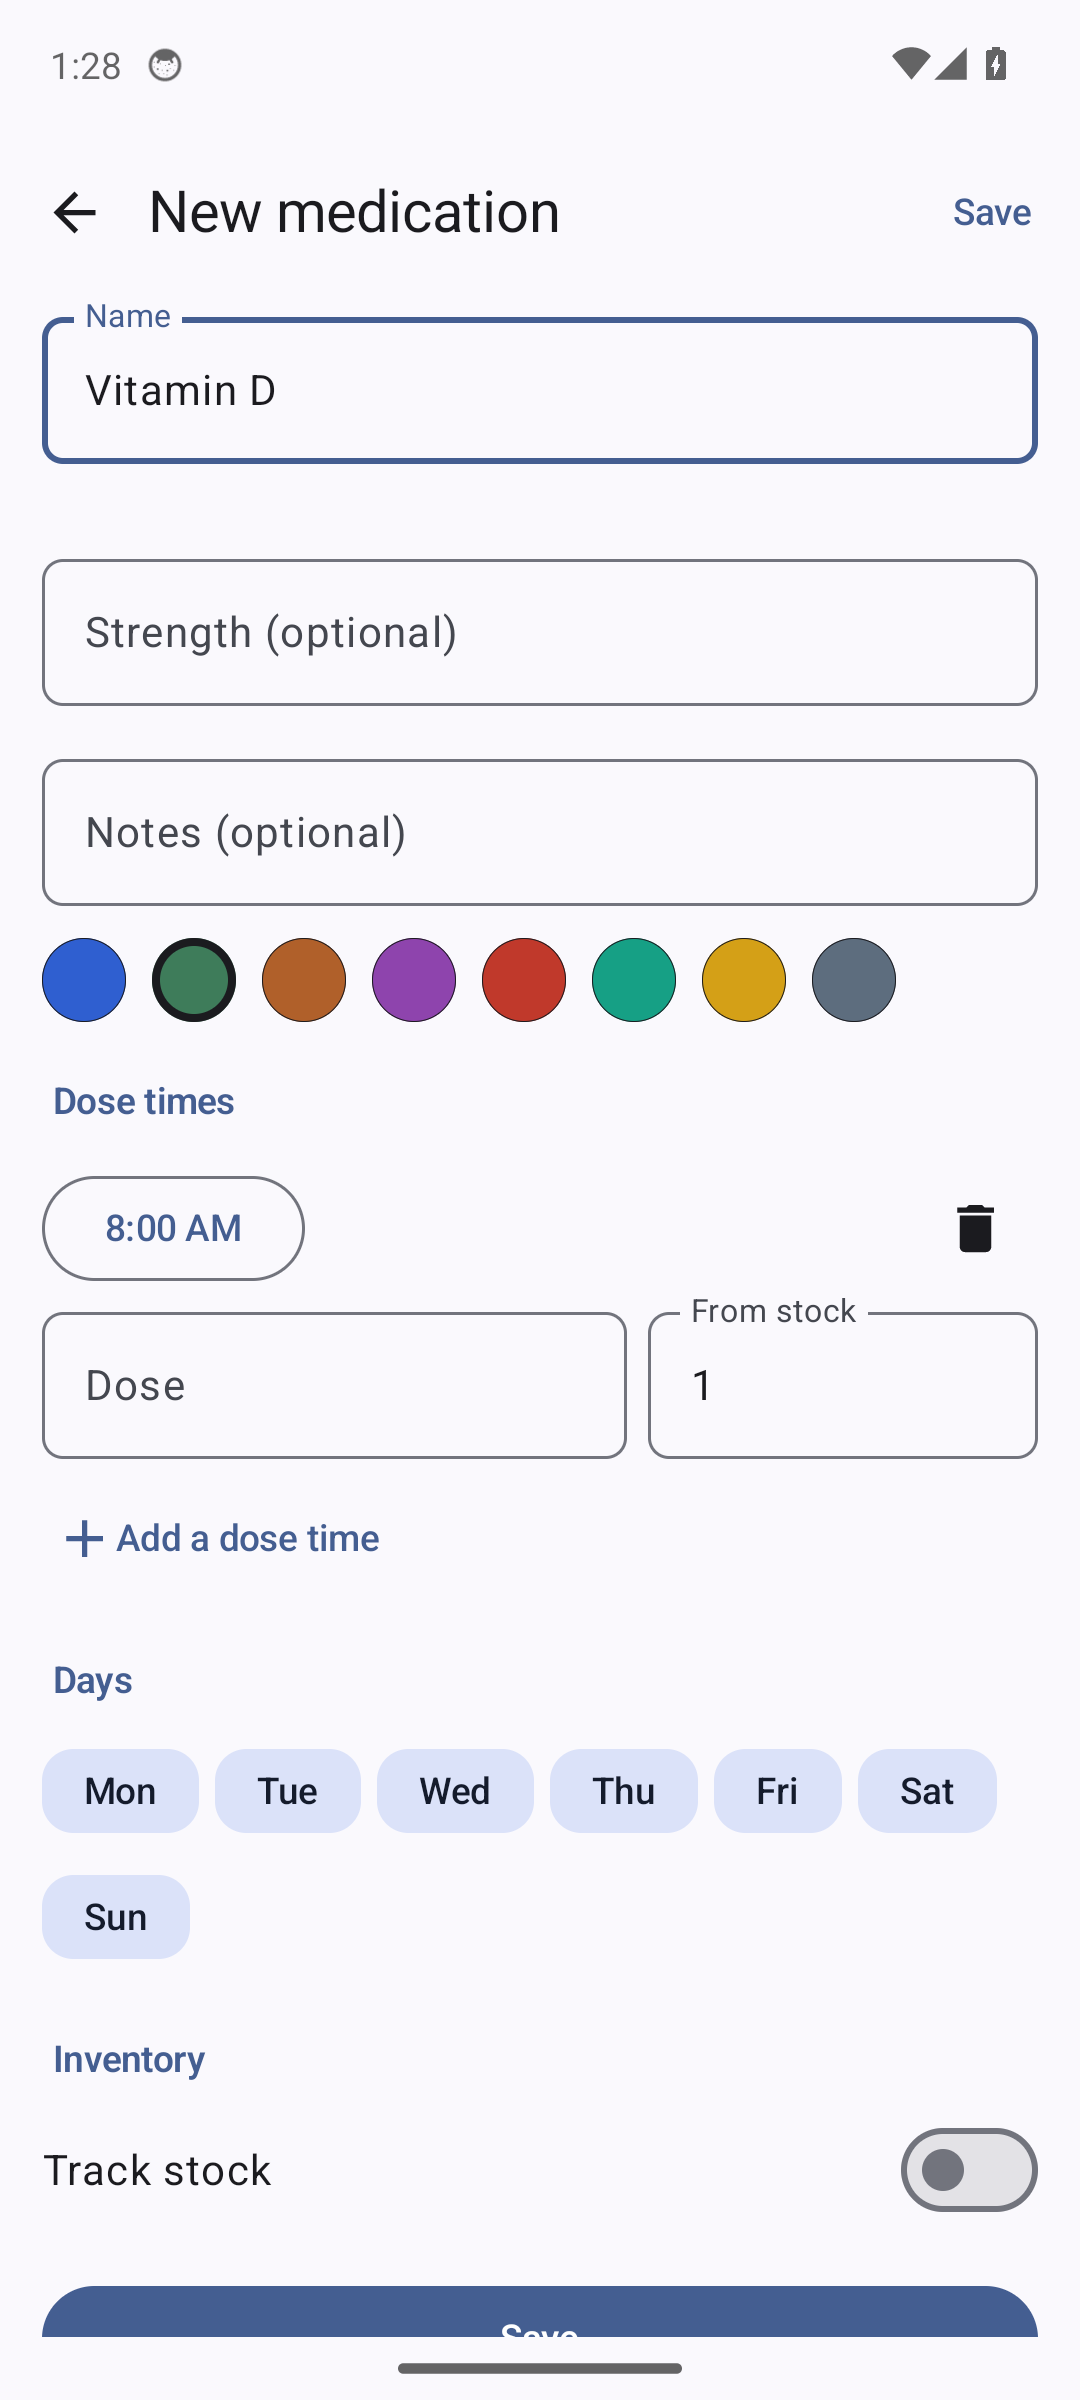 1:28
New medication
Save
Name
Vitamin D
Strength (optional)
Notes (optional)
Dose times
8:00 AM
Dose
From stock
1
Add a dose time
Days
Mon Tue Wed Thu Fri Sat
Sun
Inventory
Track stock
Save